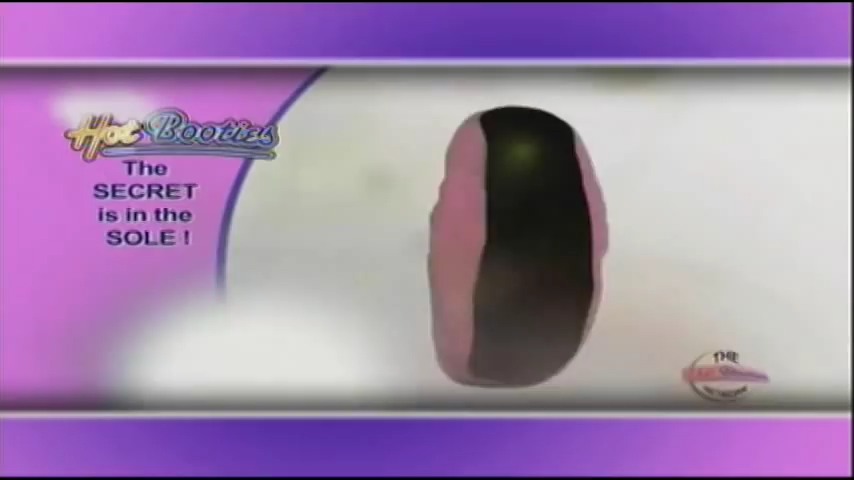 Hot Booties
The
SECRET
is in the
SOLE !
THE